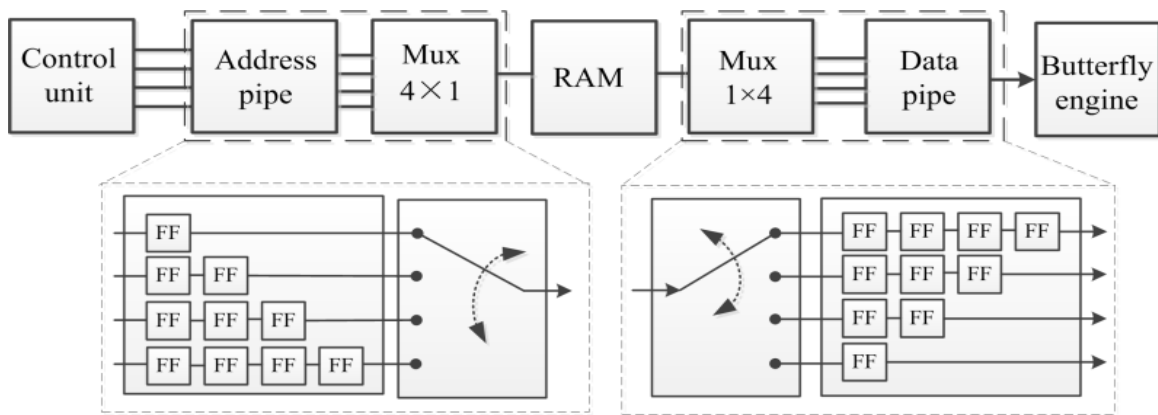 Control
unit
Address
pipe
Mux
4×1
RAM
Mux
1×4
Data
pipe
Butterfly
engine
FF
FF FF
FF FF FF
FF FF FF FF
FF FF FF FF
FF FF FF
FF FF
FF